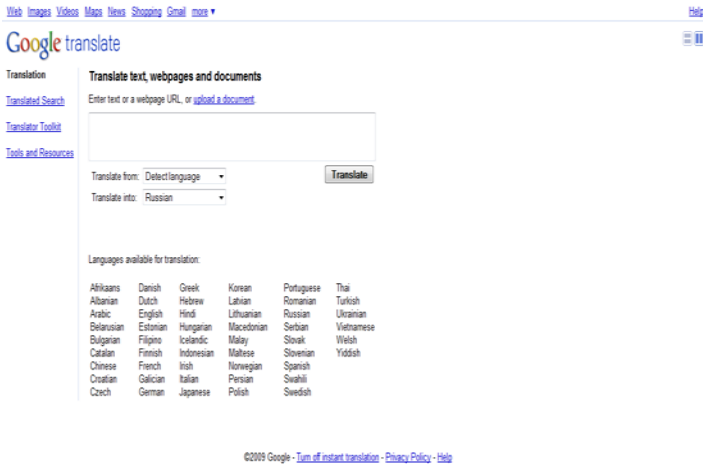 Web Images Videos Maps News Shopping Gmail more ▼ Help
Google translate
Translation
Translated Search
Translator Toolkit
Tools and Resources
Translate text, webpages and documents
Enter text or a webpage URL, or upload a document.
Translate from: Detect language
Translate
Translate into: Russian
Languages available for translation:
Afrikaans Danish Greek Korean Portuguese Thai
Albanian Dutch Hebrew Latvian Romanian Turkish
Arabic English Hindi Lithuanian Russian Ukrainian
Belarusian Estonian Hungarian Macedonian Serbian Vietnamese
Bulgarian Filipino Icelandic Malay Slovak Welsh
Catalan Finnish Indonesian Maltese Slovenian Yiddish
Chinese French Irish Norwegian Spanish
Croatian Galician Italian Persian Swahili
Czech German Japanese Polish Swedish
©2009 Google - Turn off instant translation - Privacy Policy - Help